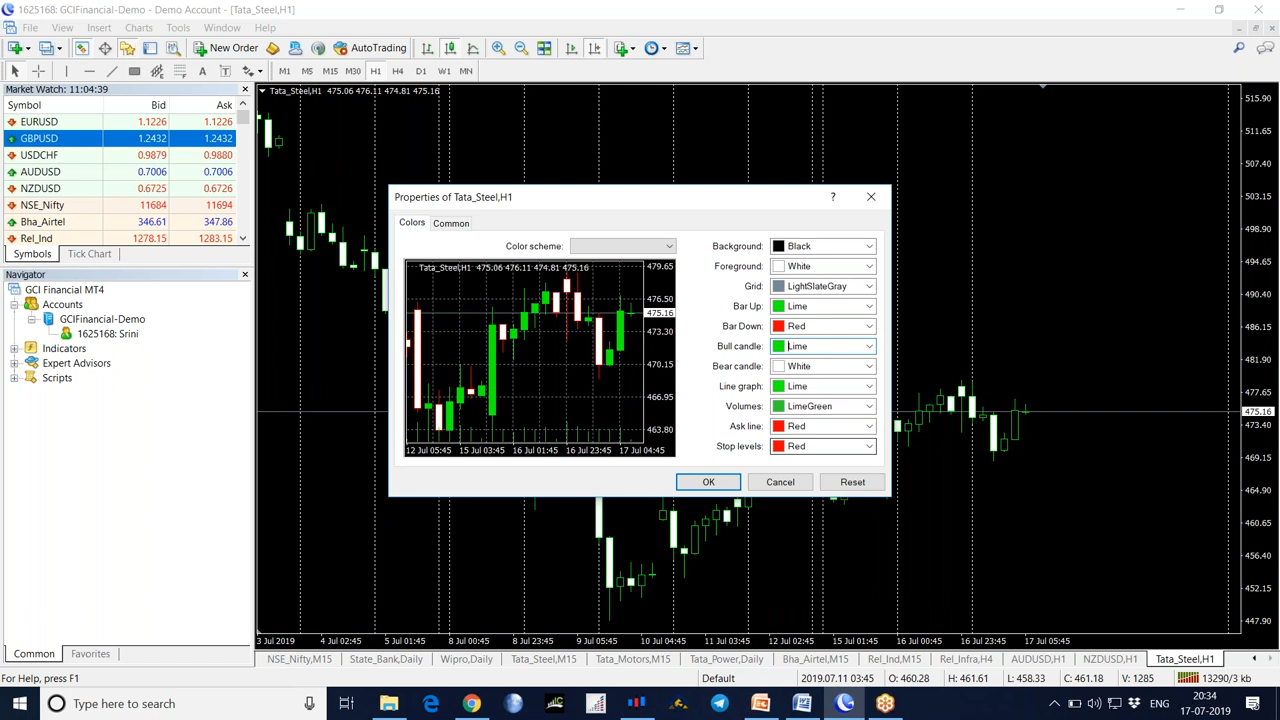 1625168: GCIFinancial-Demo - Demo Account - [Tata_Steel,H1]
File View Insert Charts Tools Window Help
New Order AutoTrading
A T M1 M5 M15 M30 H1 H4 D1 W1 MN
Market Watch: 11:04:39
Symbol Bid Ask
EURUSD 1.1226 1.1226
GBPUSD 1.2432 1.2432
USDCHF 0.9879 0.9880
AUDUSD 0.7006 0.7006
NZDUSD 0.6725 0.6726
NSE_Nifty 11684 11694
Bha_Airtel 346.61 347.86
Rel_Ind 1278.15 1283.15
Symbols Tick Chart
Navigator
GCI Financial MT4
Accounts
GCIFinancial-Demo
1625168: Srini
Indicators
Expert Advisors
Scripts
Common Favorites
Tata_Steel,H1 475.06 476.11 474.81 475.16
515.90
511.65
507.40
503.15
498.90
494.65
490.40
486.15
481.90
477.65
475.16
473.40
469.15
464.90
460.65
456.40
452.15
447.90
Properties of Tata_Steel,H1
?
Colors Common
Color scheme:
Tata_Steel,H1 475.06 476.11 474.81 475.16
479.65
476.50
475.16
473.30
470.15
466.95
463.80
12 Jul 05:45 15 Jul 03:45 16 Jul 01:45 16 Jul 23:45 17 Jul 04:45
Background: Black
Foreground: White
Grid: LightSlateGray
Bar Up: Lime
Bar Down: Red
Bull candle: Lime
Bear candle: White
Line graph: Lime
Volumes: LimeGreen
Ask line: Red
Stop levels: Red
OK Cancel Reset
3 Jul 2019 4 Jul 02:45 5 Jul 01:45 8 Jul 00:45 8 Jul 23:45 9 Jul 05:45 10 Jul 04:45 11 Jul 03:45 12 Jul 02:45 15 Jul 01:45 16 Jul 00:45 16 Jul 23:45 17 Jul 05:45
NSE_Nifty,M15 State_Bank,Daily Wipro,Daily Tata_Steel,M15 Tata_Motors,M15 Tata_Power,Daily Bha_Airtel,M15 Rel_Ind,M15 Rel_Infra,H4 AUDUSD,H1 NZDUSD,H1 Tata_Steel,H1
For Help, press F1 Default 2019.07.11 03:45 O: 460.28 H: 461.61 L: 458.33 C: 461.18 V: 1285 13290/3 kb
Type here to search
ENG
20:34
17-07-2019